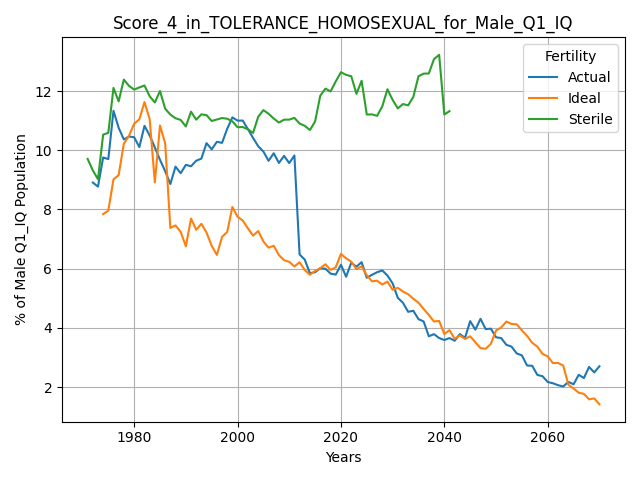 Score_4_in_TOLERANCE_HOMOSEXUAL_for_Male_Q1_IQ
Fertility
Actual
Ideal
Sterile
% of Male Q1_IQ Population
12
10
8
6
4
2
1980 2000 2020 2040 2060
Years